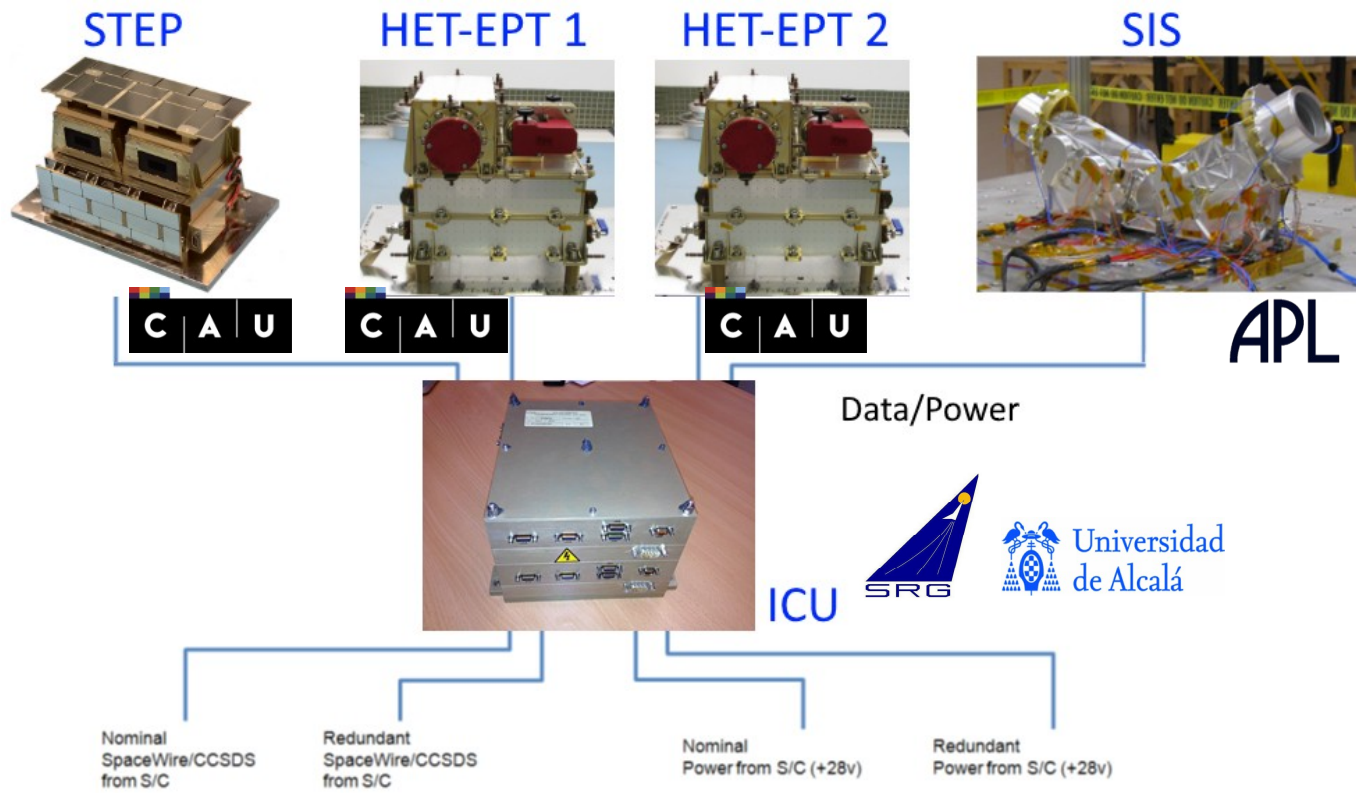 STEP
HET-EPT 1
HET-EPT 2
SIS
CAU
CAU
CAU
APL
Data/Power
SRG
Universidad
de Alcalá
ICU
Nominal
SpaceWire/CCSDS
from S/C
Redundant
SpaceWire/CCSDS
from S/C
Nominal
Power from S/C (+28v)
Redundant
Power from S/C (+28v)